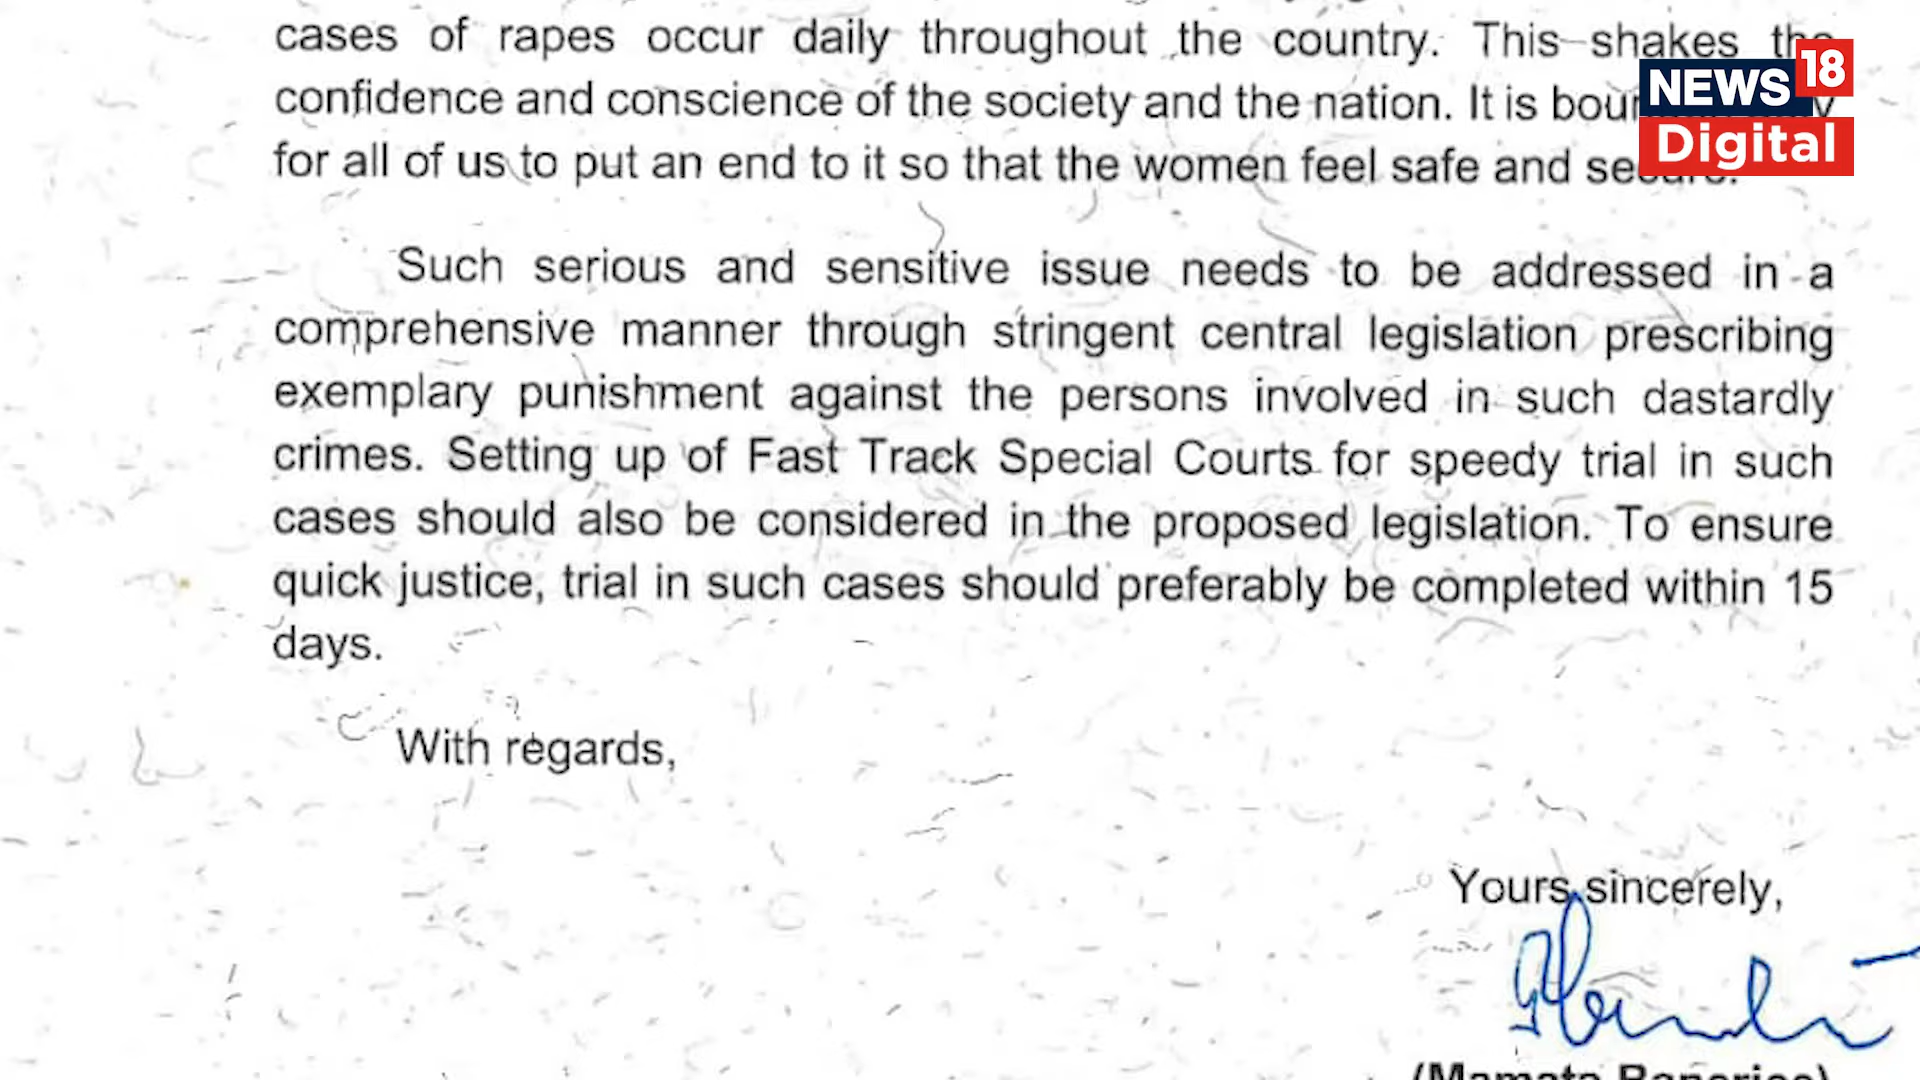 cases of rapes occur daily throughout the country. This shakes the
confidence and conscience of the society and the nation. It is
for all of us to put an end to it so that the women feel safe and secure.
NEWS 18
Digital
Such serious and sensitive issue needs to be addressed in a
comprehensive manner through stringent central legislation prescribing
exemplary punishment against the persons involved in such dastardly
crimes. Setting up of Fast Track Special Courts for speedy trial in such
cases should also be considered in the proposed legislation. To ensure
quick justice, trial in such cases should preferably be completed within 15
days.
With regards,
Yours sincerely,
(Mamata Banerjee)